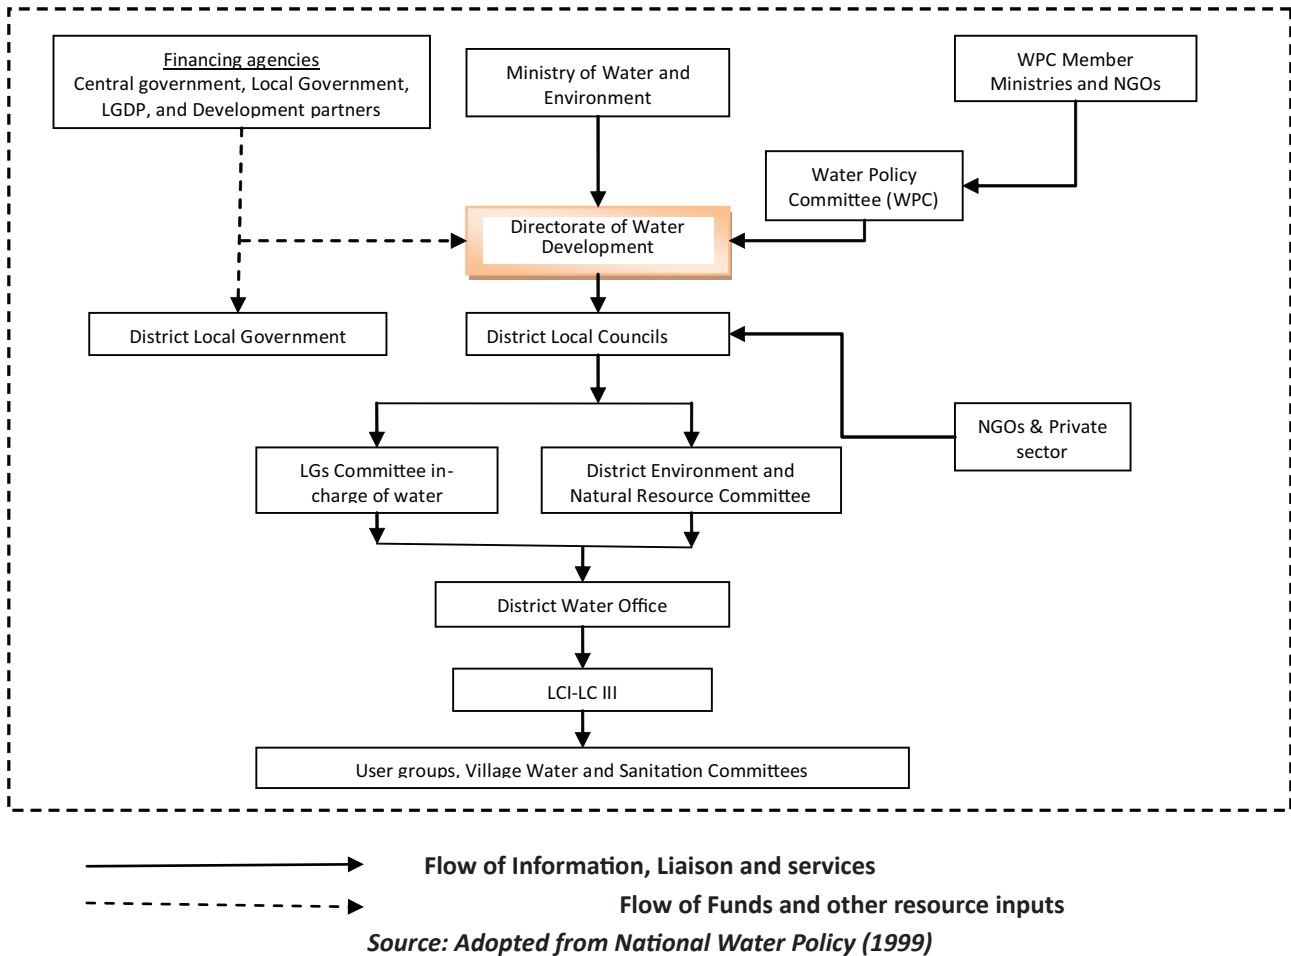 Financing agencies
Central government, Local Government,
LGDP, and Development partners
Ministry of Water and
Environment
WPC Member
Ministries and NGOs
Water Policy
Committee (WPC)
Directorate of Water
Development
District Local Government
District Local Councils
NGOs & Private
sector
LGs Committee in-
charge of water
District Environment and
Natural Resource Committee
District Water Office
LCI-LC III
User groups, Village Water and Sanitation Committees
Flow of Information, Liaison and services
Flow of Funds and other resource inputs
Source: Adopted from National Water Policy (1999)